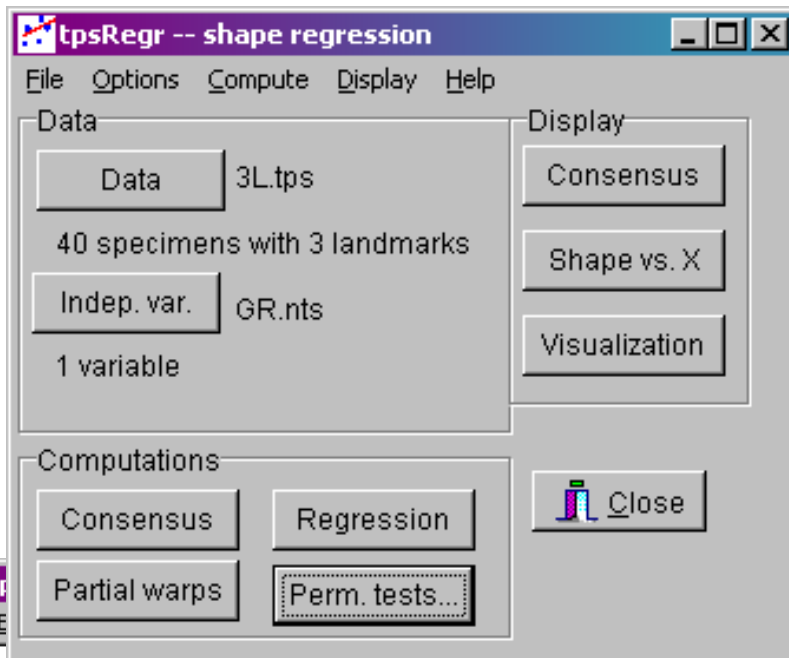 tpsRegr -- shape regression
File Options Compute Display Help
Data
Data 3L.tps
40 specimens with 3 landmarks
Indep. var. GR.nts
1 variable
Display
Consensus
Shape vs. X
Visualization
Computations
Consensus Regression
Partial warps Perm. tests...
Close